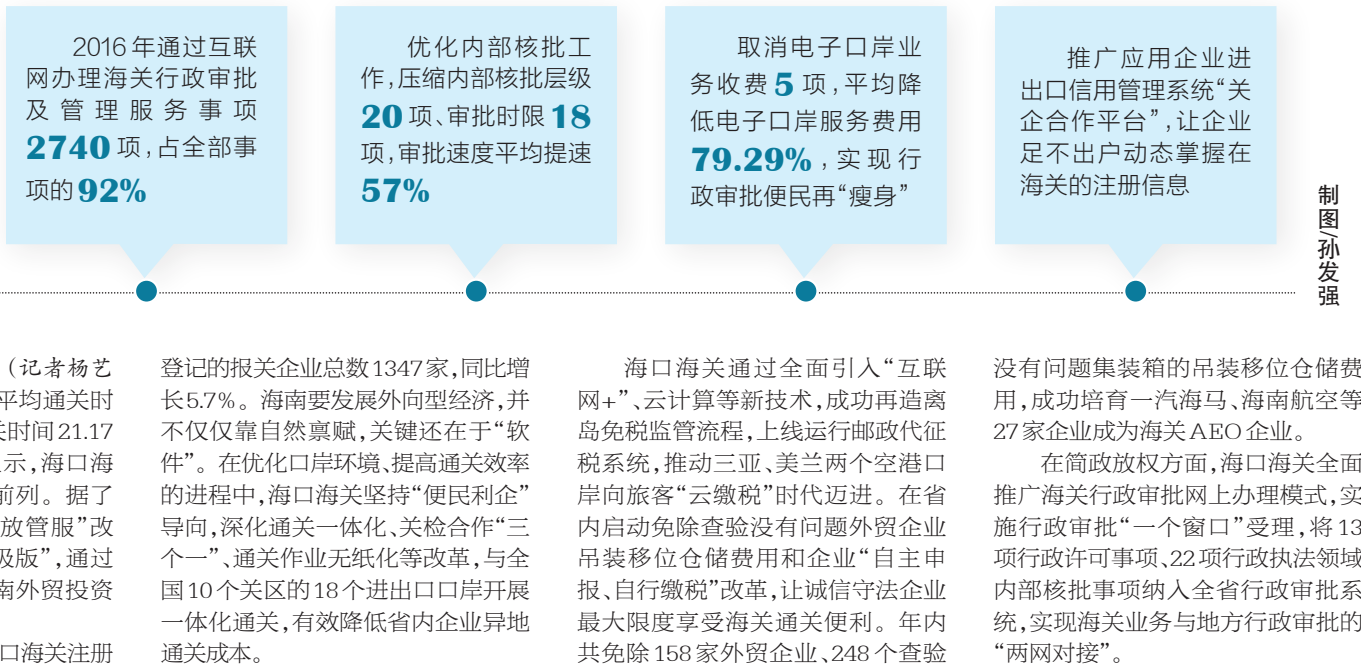 2016年通过互联
网办理海关行政审批
及管理服务事项
2740项，占全部事
项的92%
优化内部核批工
作，压缩内部核批层级
20项、审批时限18
项，审批速度平均提速
57%
取消电子口岸业
务收费5项，平均降
低电子口岸服务费用
79.29%，实现行
政审批便民再“瘦身”
推广应用企业进
出口信用管理系统“关
企合作平台”，让企业
足不出户动态掌握在
海关的注册信息
制图/孙发强
（记者杨艺
平均通关时
关时间21.17
示，海口海
前列。据了
放管服”改
级版”，通过
南外贸投资
口海关注册
登记的报关企业总数1347家，同比增
长5.7%。海南要发展外向型经济，并
不仅仅靠自然禀赋，关键还在于“软
件”。在优化口岸环境、提高通关效率
的进程中，海口海关坚持“便民利企”
导向，深化通关一体化、关检合作“三
个一”、通关作业无纸化等改革，与全
国10个关区的18个进出口口岸开展
一体化通关，有效降低省内企业异地
通关成本。
海口海关通过全面引入“互联
网+”、云计算等新技术，成功再造离
岛免税监管流程，上线运行邮政代征
税系统，推动三亚、美兰两个空港口
岸向旅客“云缴税”时代迈进。在省
内启动免除查验没有问题外贸企业
吊装移位仓储费用和企业“自主申
报、自行缴税”改革，让诚信守法企业
最大限度享受海关通关便利。年内
共免除158家外贸企业、248个查验
没有问题集装箱的吊装移位仓储费
用，成功培育一汽海马、海南航空等
27家企业成为海关AEO企业。
在简政放权方面，海口海关全面
推广海关行政审批网上办理模式，实
施行政审批“一个窗口”受理，将13
项行政许可事项、22项行政执法领域
内部核批事项纳入全省行政审批系
统，实现海关业务与地方行政审批的
“两网对接”。